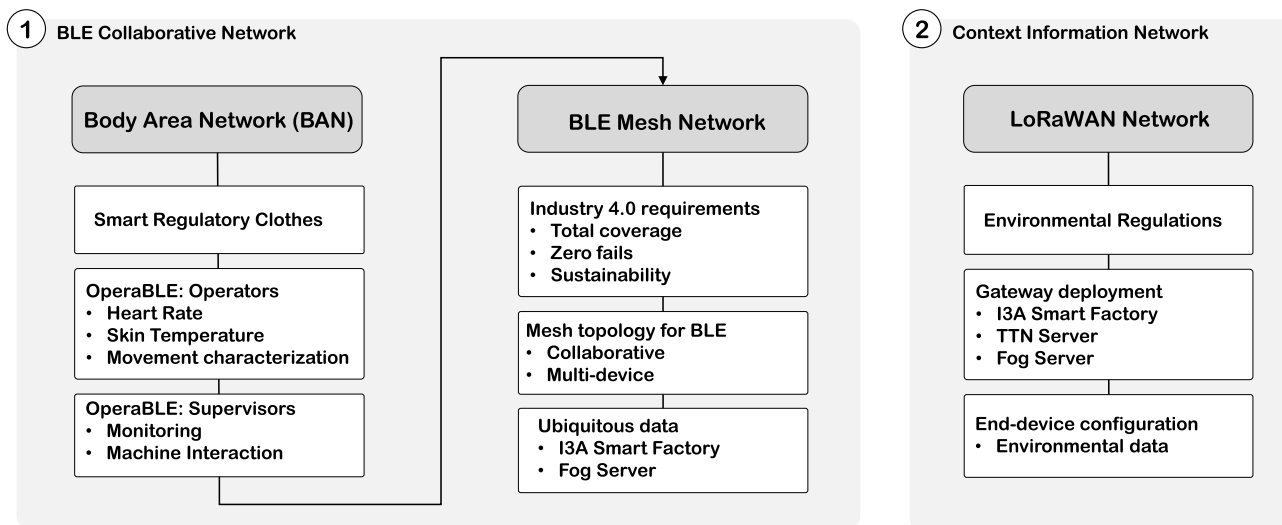 1 BLE Collaborative Network
Body Area Network (BAN)
Smart Regulatory Clothes
OperaBLE: Operators
• Heart Rate
• Skin Temperature
• Movement characterization
OperaBLE: Supervisors
• Monitoring
• Machine Interaction
BLE Mesh Network
Industry 4.0 requirements
• Total coverage
• Zero fails
• Sustainability
Mesh topology for BLE
• Collaborative
• Multi-device
Ubiquitous data
• I3A Smart Factory
• Fog Server
2 Context Information Network
LoRaWAN Network
Environmental Regulations
Gateway deployment
• I3A Smart Factory
• TTN Server
• Fog Server
End-device configuration
• Environmental data